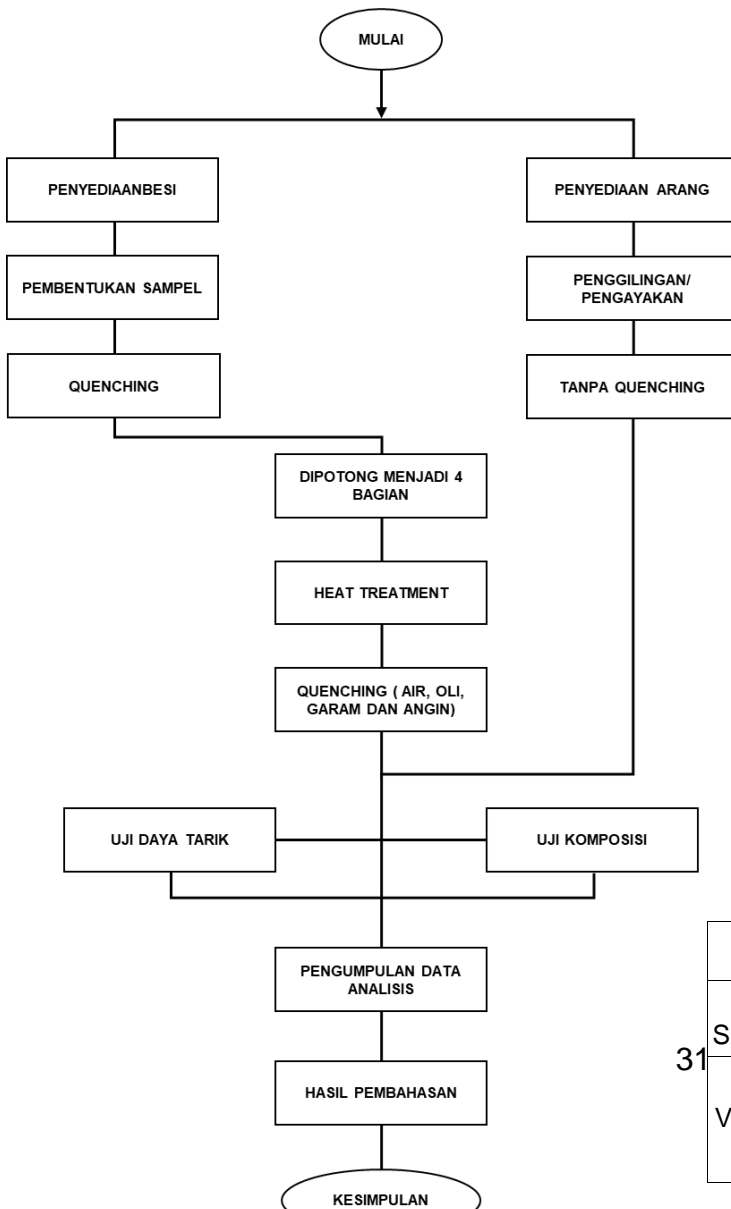 MULAI
PENYEDIAANBESI
PENYEDIAAN ARANG
PEMBENTUKAN SAMPEL
PENGGILINGAN/
PENGAYAKAN
QUENCHING
TANPA QUENCHING
DIPOTONG MENJADI 4
BAGIAN
HEAT TREATMENT
QUENCHING ( AIR, OLI,
GARAM DAN ANGIN)
UJI DAYA TARIK
UJI KOMPOSISI
PENGUMPULAN DATA
ANALISIS
S
31
HASIL PEMBAHASAN
V
KESIMPULAN